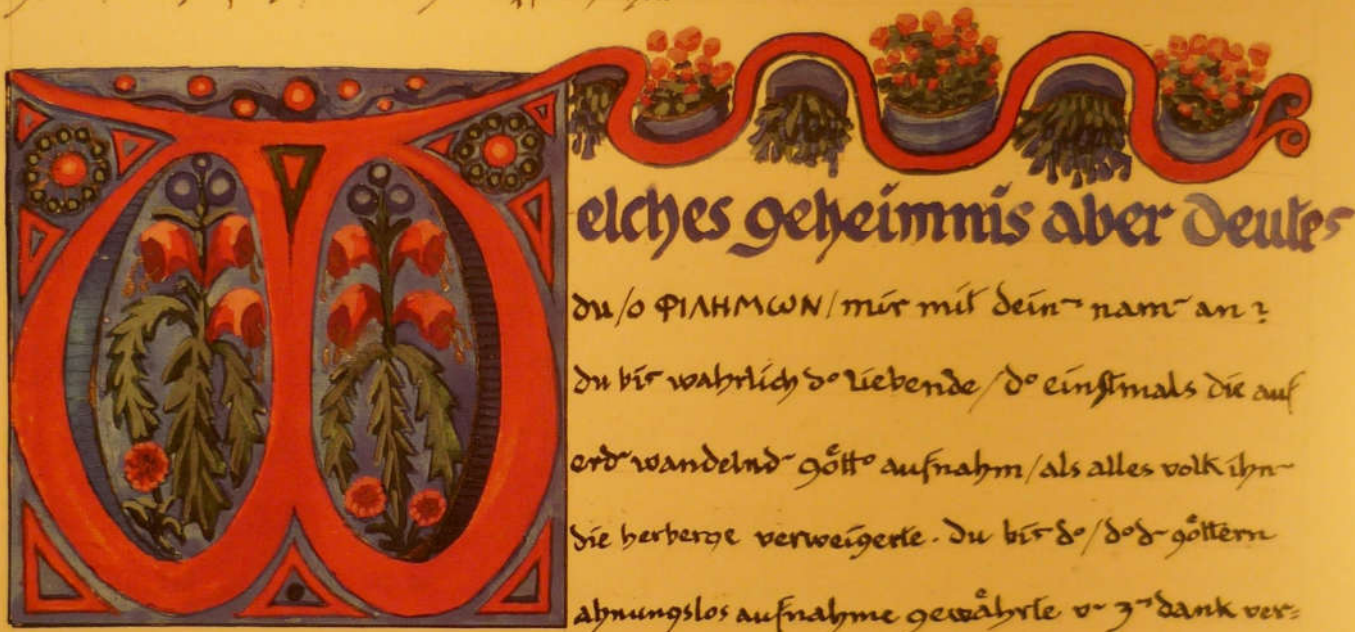 Welches geheimnis aber deutes
du/o ΦΙΛΗΜΩΝ/mir mit dein¬ nam¬ an?
du bis wahrlich d° liebende/d° einstmals die auf
erd¬ wandelnd¬ gött° aufnahm/als alles volk ihn¬
die herberge verweigerte. du bis d°/d° d¬ göttern
ahnungslos aufnahme gewährte v¬ z¬ dank ver=